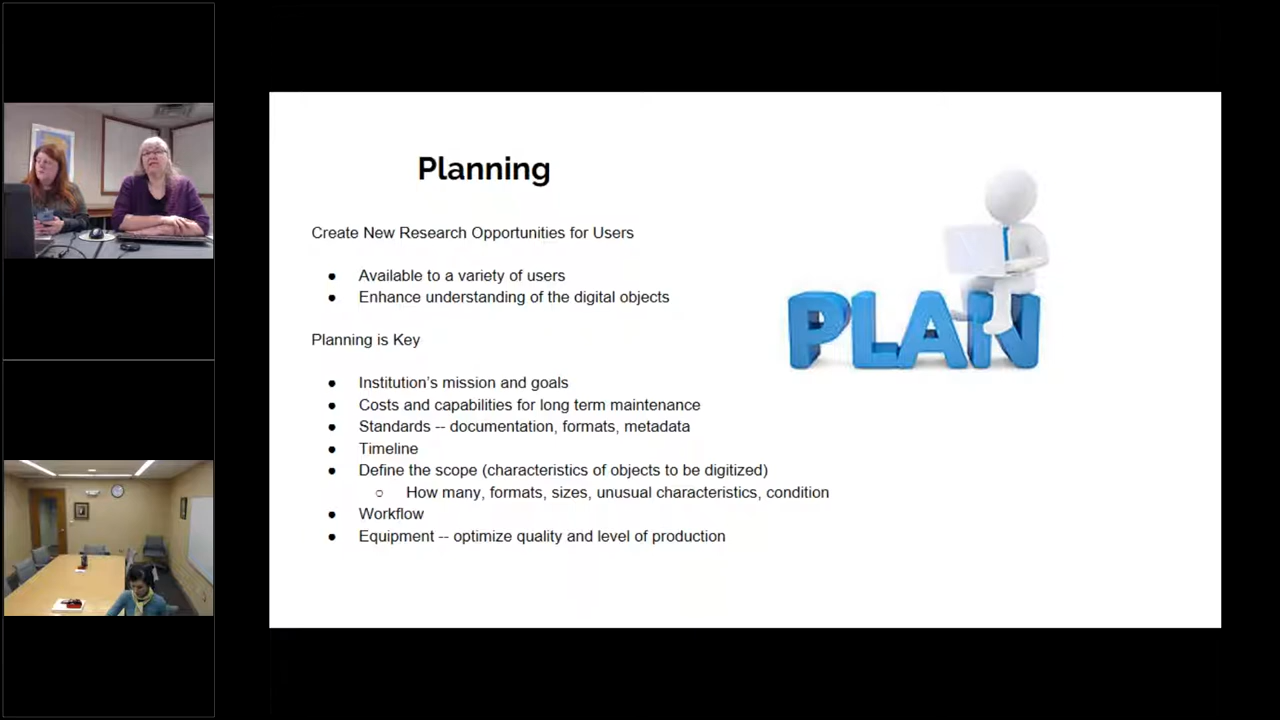 Planning
Create New Research Opportunities for Users
● Available to a variety of users
● Enhance understanding of the digital objects
Planning is Key
● Institution’s mission and goals
● Costs and capabilities for long term maintenance
● Standards -- documentation, formats, metadata
● Timeline
● Define the scope (characteristics of objects to be digitized)
○ How many, formats, sizes, unusual characteristics, condition
● Workflow
● Equipment -- optimize quality and level of production
PLAN